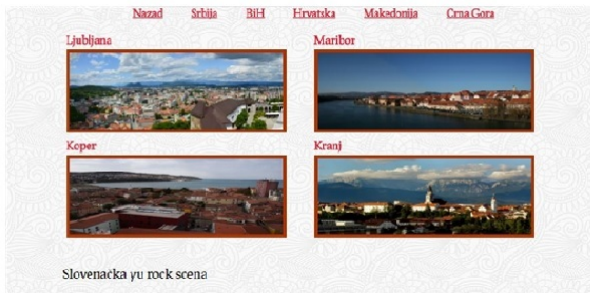 Nazad Srbija BiH Hrvatska Makedonija Crna Gora
Ljubljana Maribor
Koper Kranj
Slovenačka yu rock scena